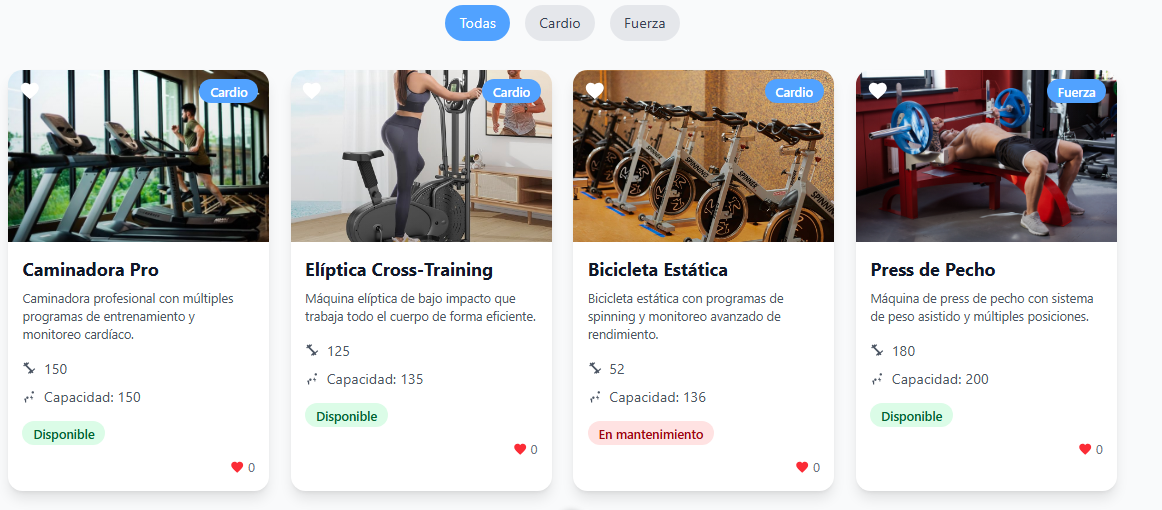 Todas
Cardio
Fuerza
Cardio
Caminadora Pro
Caminadora profesional con múltiples
programas de entrenamiento y
monitoreo cardíaco.
150
Capacidad: 150
Disponible
0
Cardio
Elíptica Cross-Training
Máquina elíptica de bajo impacto que
trabaja todo el cuerpo de forma eficiente.
125
Capacidad: 135
Disponible
0
Cardio
SPINNING
SPINNER
SPINNING
Bicicleta Estática
Bicicleta estática con programas de
spinning y monitoreo avanzado de
rendimiento.
52
Capacidad: 136
En mantenimiento
0
Fuerza
Press de Pecho
Máquina de press de pecho con sistema
de peso asistido y múltiples posiciones.
180
Capacidad: 200
Disponible
0